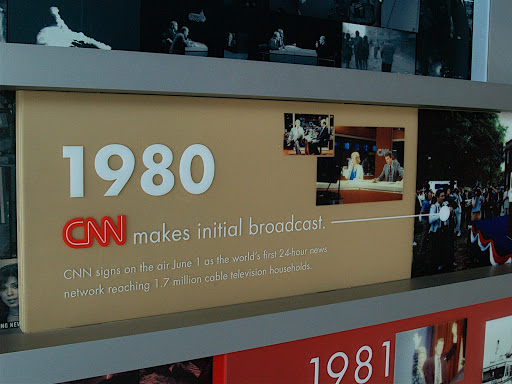 1980
CNN makes initial broadcast.
CNN signs on the air June 1 as the world's first 24-hour news
network reaching 1.7 million cable television households.
1981